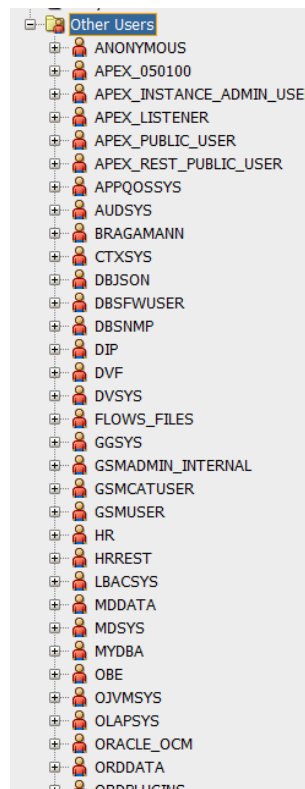 Other Users
ANONYMOUS
APEX_050100
APEX_INSTANCE_ADMIN_USE
APEX_LISTENER
APEX_PUBLIC_USER
APEX_REST_PUBLIC_USER
APPQOSSYS
AUDSYS
BRAGAMANN
CTXSYS
DBJSON
DBSFWUSER
DBSNMP
DIP
DVF
DVSYS
FLOWS_FILES
GGSYS
GSMADMIN_INTERNAL
GSMCATUSER
GSMUSER
HR
HRREST
LBACSYS
MDDATA
MDSYS
MYDBA
OBE
OJVMSYS
OLAPSYS
ORACLE_OCM
ORDDATA
ORDPLUGINS